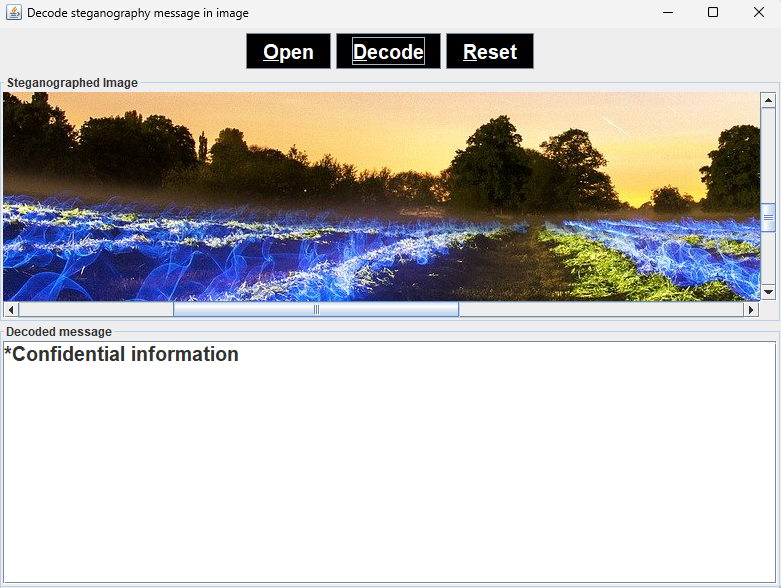 Decode steganography message in image
Open Decode Reset
Steganographed Image
Decoded message
*Confidential information